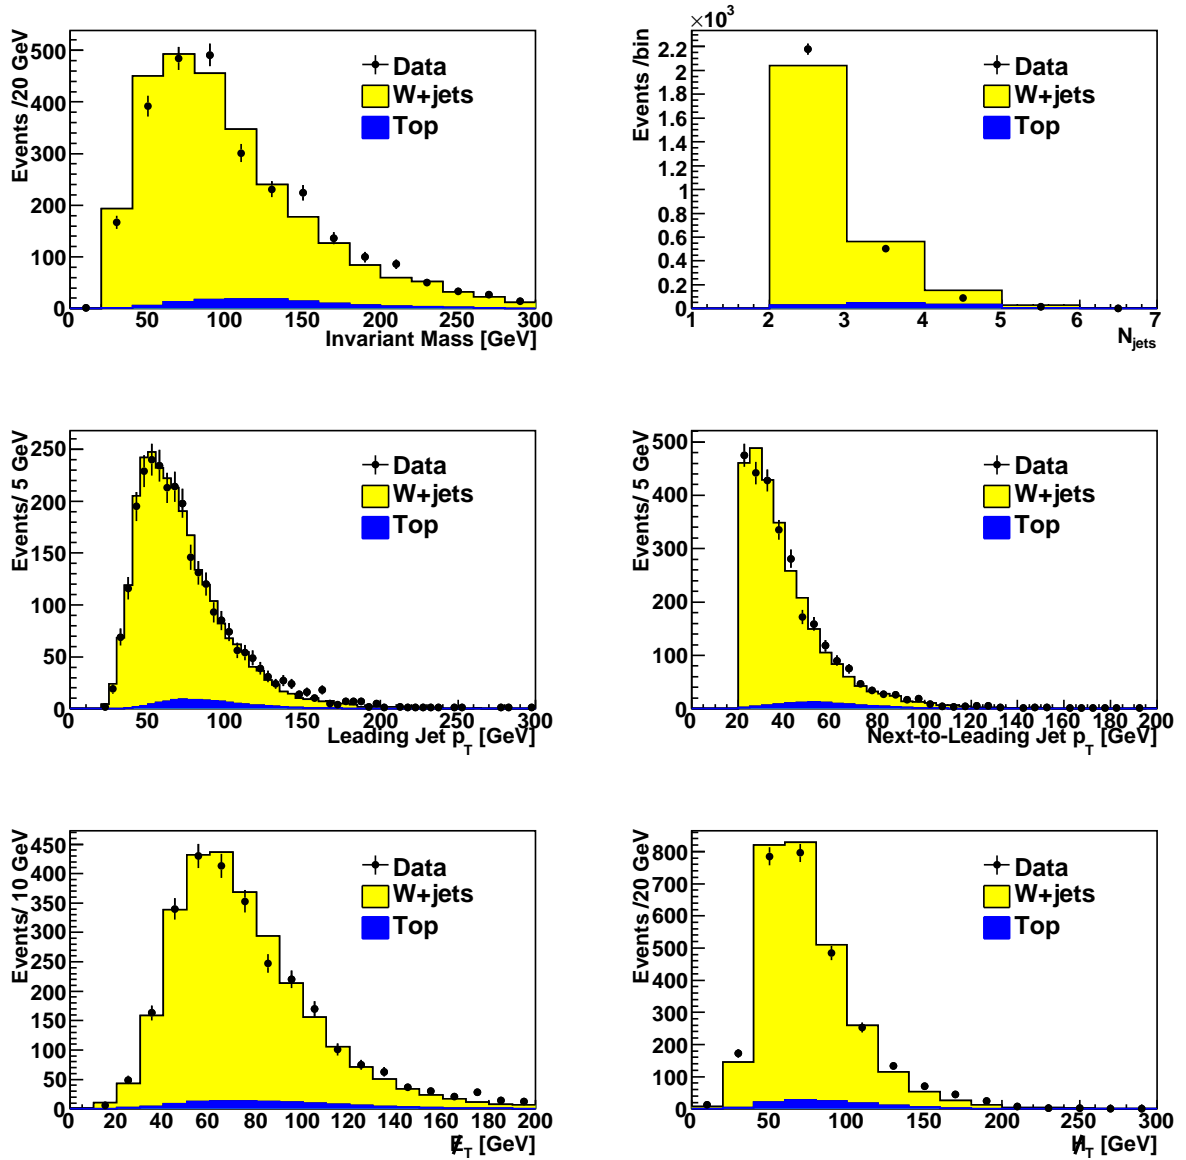 Events /20 GeV
500
400
300
200
100
0
Data
W+jets
Top
0 50 100 150 200 250 300
Invariant Mass [GeV]
×10³
Events /bin
2.2
2
1.8
1.6
1.4
1.2
1
0.8
0.6
0.4
0.2
0
Data
W+jets
Top
1 2 3 4 5 6 7
N_jets
Events/ 5 GeV
250
200
150
100
50
0
Data
W+jets
Top
0 50 100 150 200 250 300
Leading Jet p_T [GeV]
Events/ 5 GeV
500
400
300
200
100
0
Data
W+jets
Top
0 20 40 60 80 100 120 140 160 180 200
Next-to-Leading Jet p_T [GeV]
Events/ 10 GeV
450
400
350
300
250
200
150
100
50
0
Data
W+jets
Top
0 20 40 60 80 100 120 140 160 180 200
E̸_T [GeV]
Events /20 GeV
800
700
600
500
400
300
200
100
0
Data
W+jets
Top
0 50 100 150 200 250 300
H̸_T [GeV]